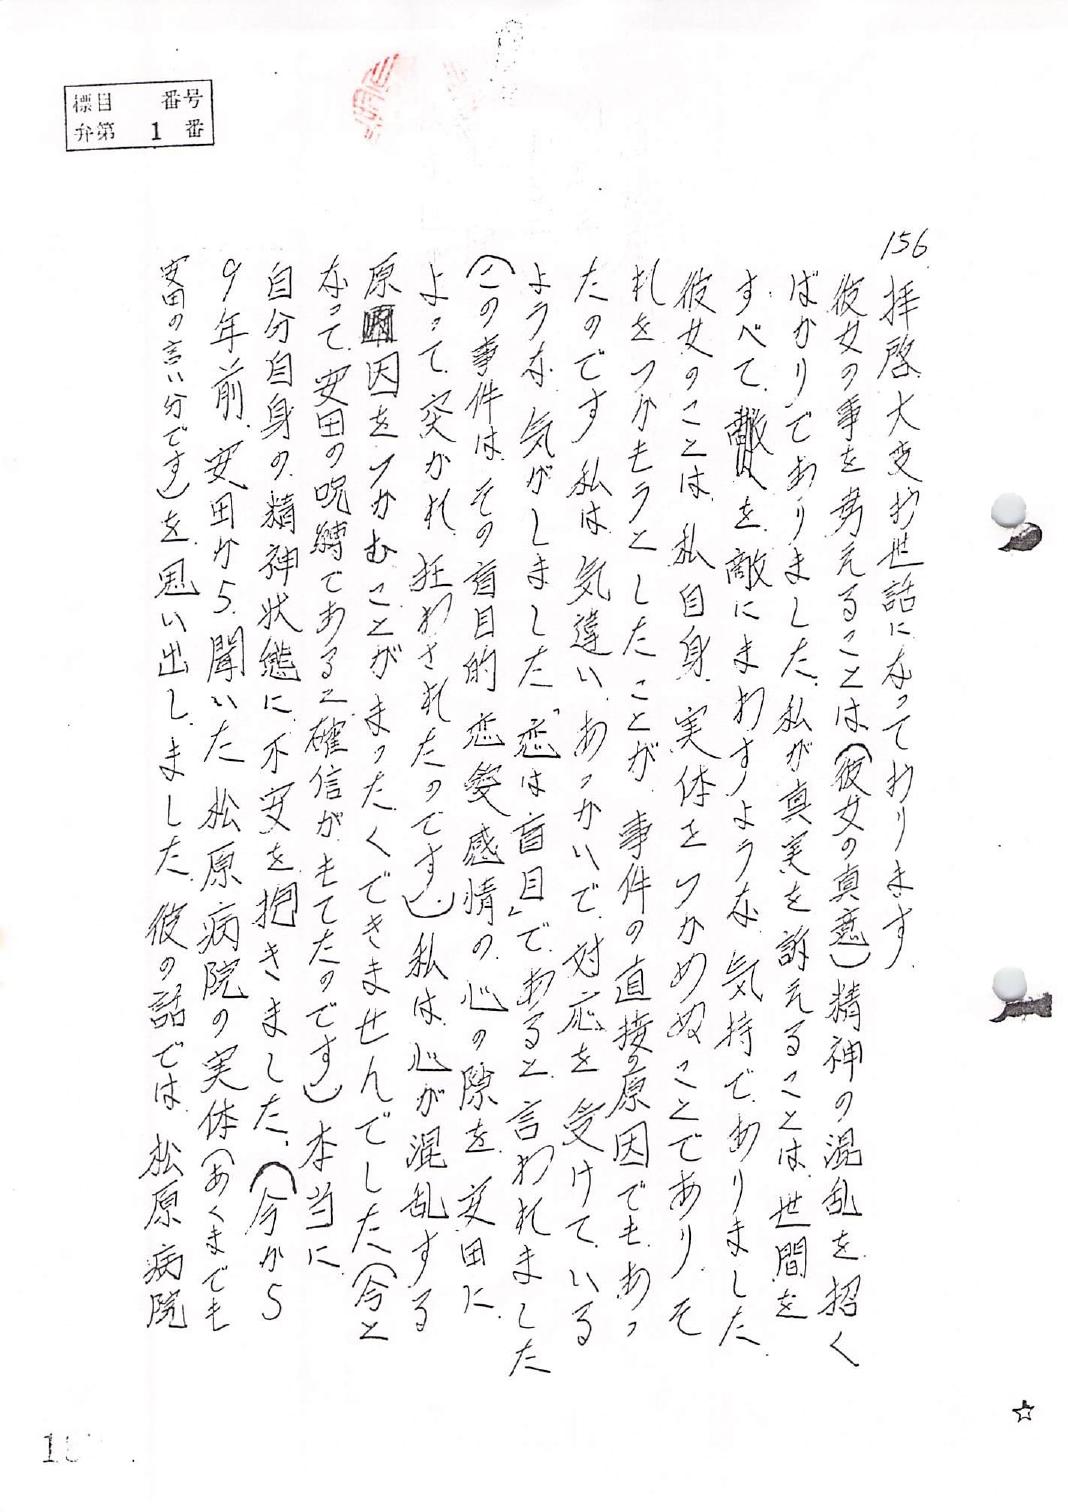 標目　番号
弁第　1　番
156
拝啓、大変お世話になっております。
彼女の事を考えることは(彼女の真意)精神の混乱を招く
ばかりでありました、私が真実を訴えることは、世間を
すべて、を、敵にまわすような、気持でありました、
彼女のことは、私自身、実体をつかめぬことであり、そ
れをつかもうとしたことが、事件の直接の原因でもあっ
たのです、私は、気違い、あつかいで、対応を、受けて、いる
ような、気がしました、「恋は盲目」で、あると、言われました
(この事件は、その盲目的、恋愛感情の、心の隙を、安田に、
よって、突かれ、狂わされたのです、)私は、心が混乱する
原因をつかむことが、まったく、できませんでした、(今と
なって、安田の呪縛であると確信が、もてたのです、)本当に、
自分自身の、精神状態に、不安を、抱きました、(今から
9年前、安田から、聞いた、松原病院の実体(あくまでも
安田の言い分です)を、思い出し、ました、彼の話では、松原病院
☆